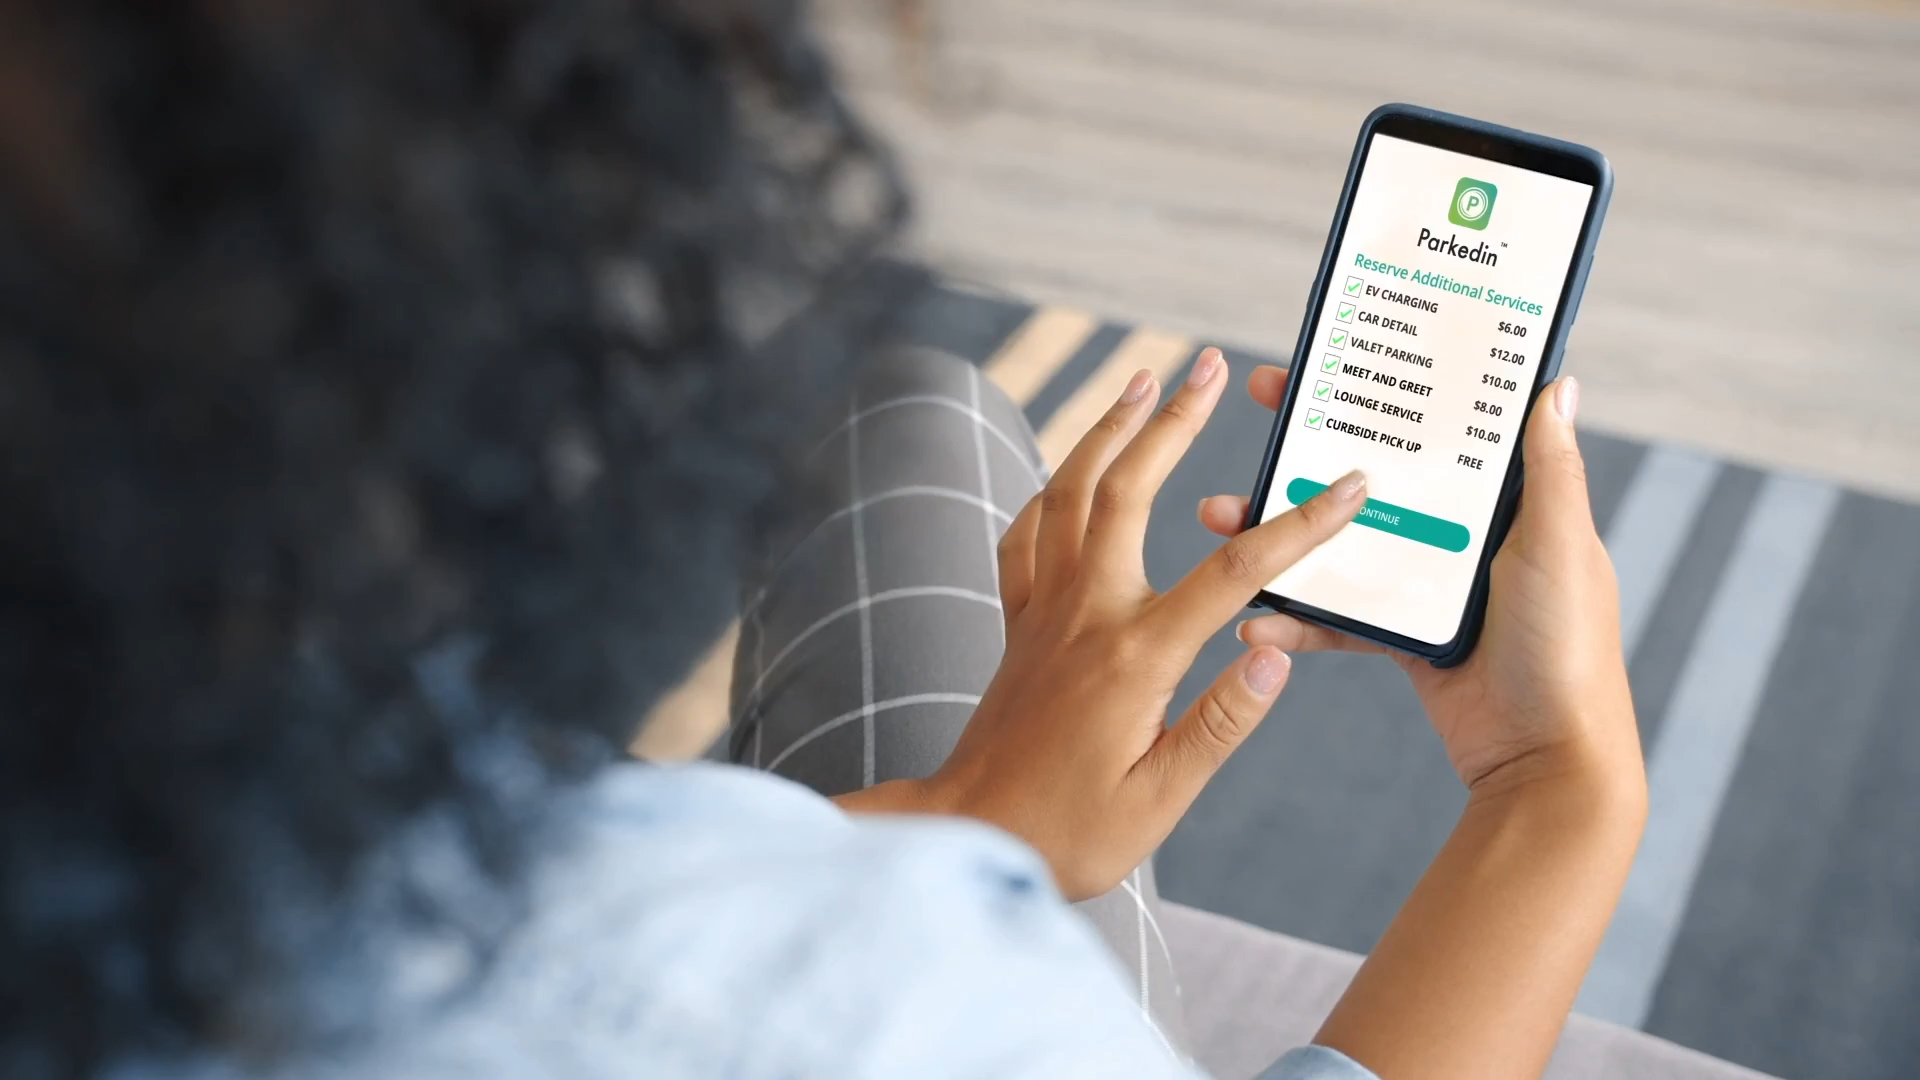 P
Parkedin™
Reserve Additional Services
EV CHARGING $6.00
CAR DETAIL $12.00
VALET PARKING $10.00
MEET AND GREET $8.00
LOUNGE SERVICE $10.00
CURBSIDE PICK UP FREE
ONTINUE